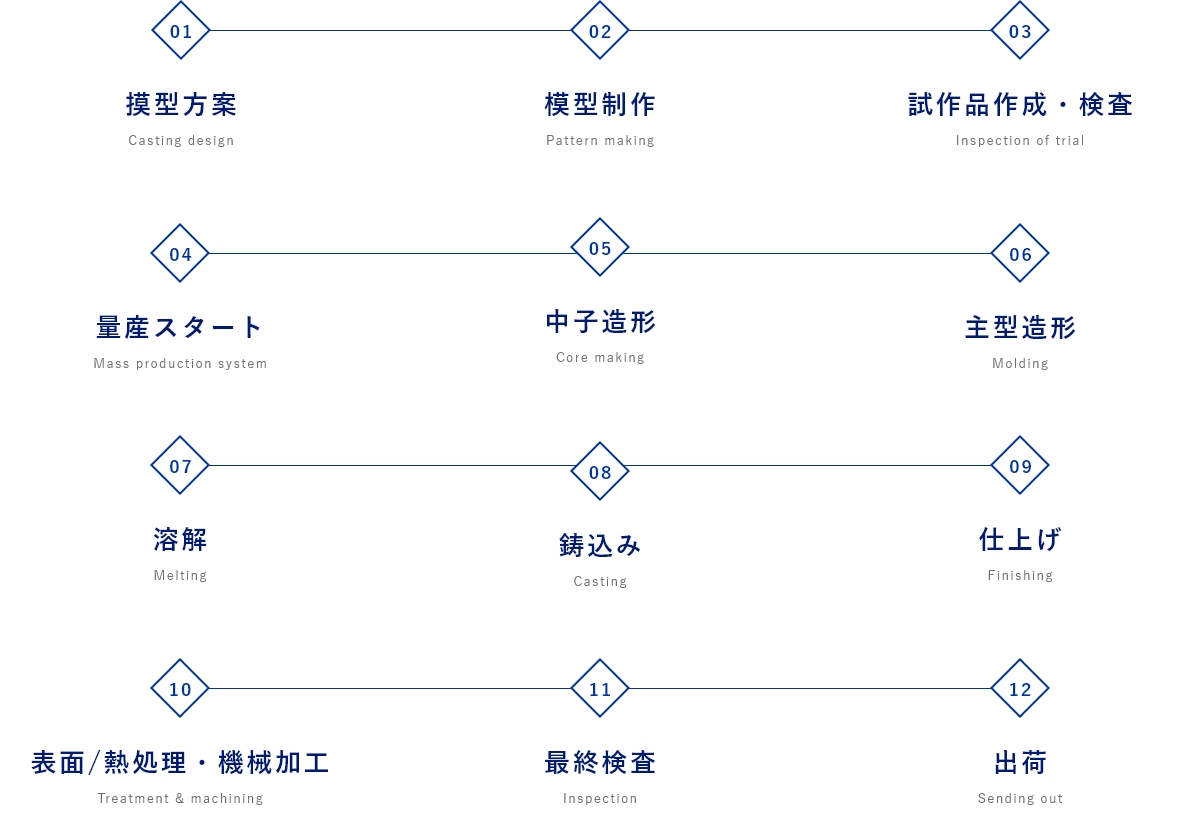 01
02
03
摸型方案
模型制作
試作品作成・検査
Casting design
Pattern making
Inspection of trial
04
05
06
量産スタート
中子造形
主型造形
Mass production system
Core making
Molding
07
08
09
溶解
鋳込み
仕上げ
Melting
Casting
Finishing
10
11
12
表面/熱処理・機械加工
最終検査
出荷
Treatment & machining
Inspection
Sending out